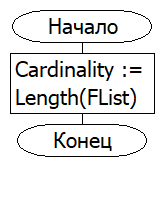 Начало
Cardinality :=
Length(FList)
Конец